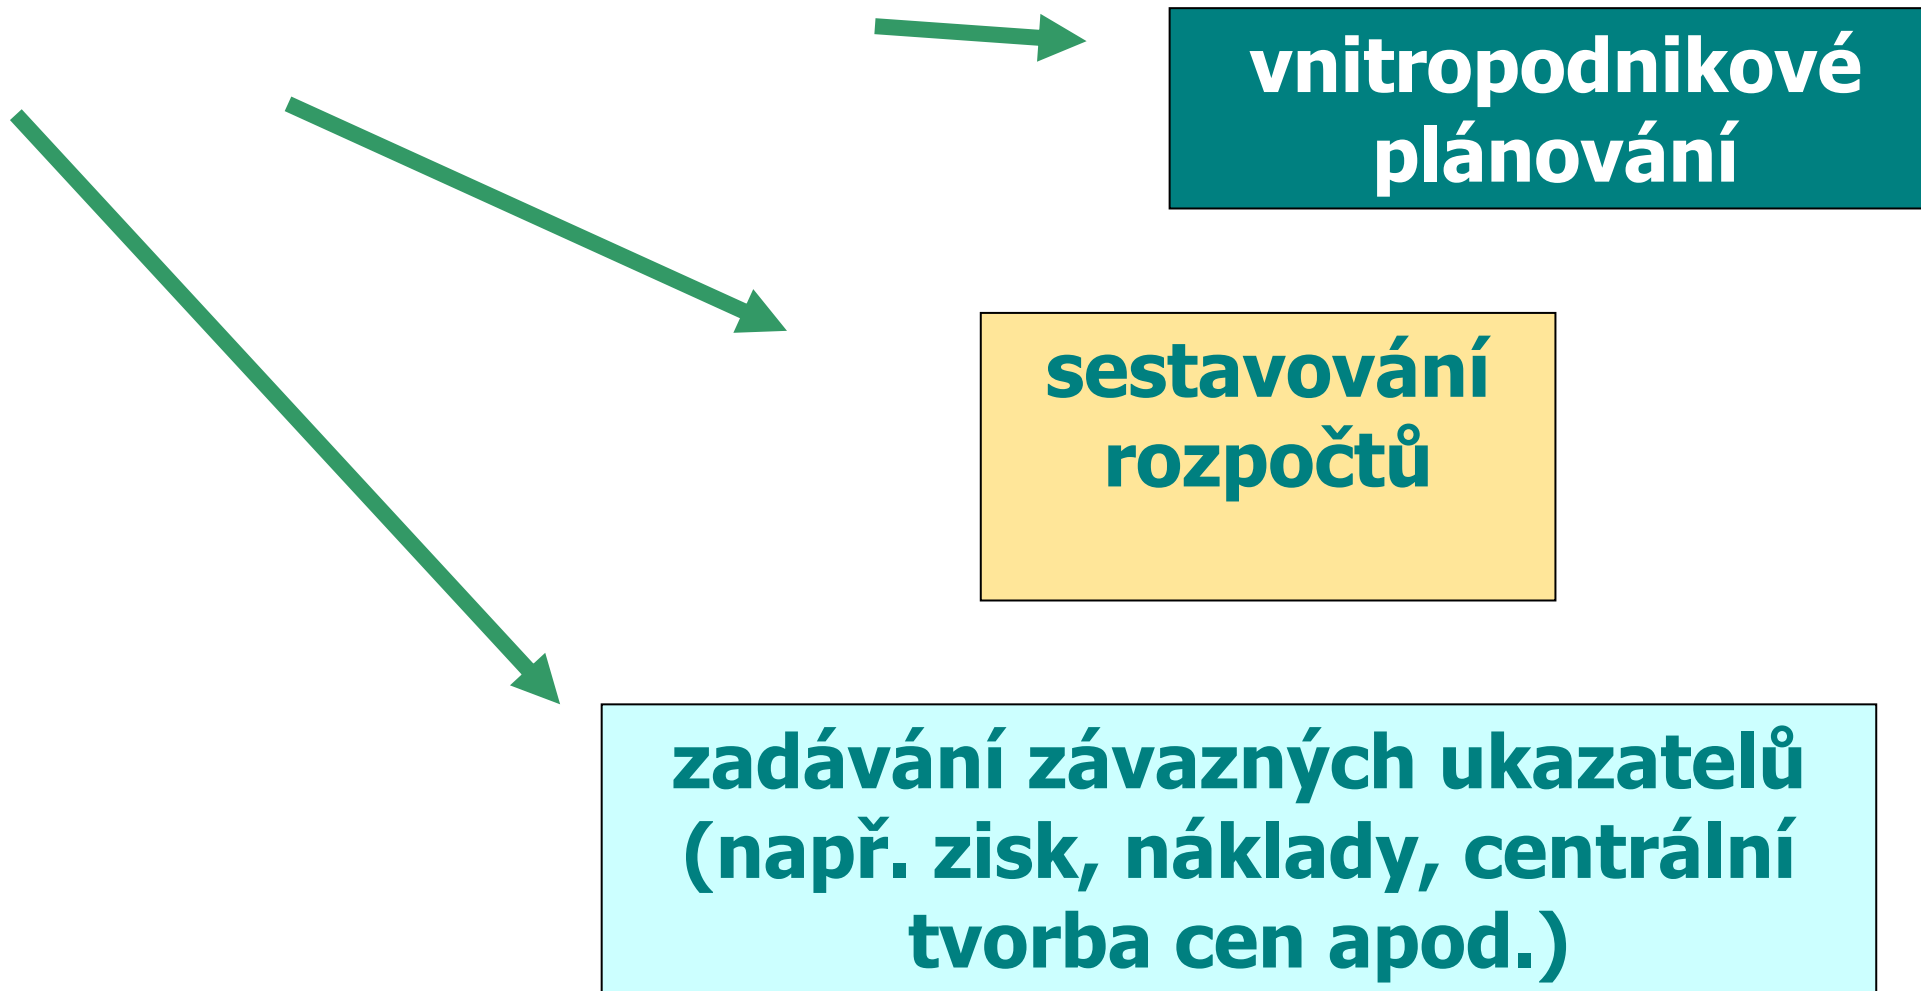 vnitropodnikové
plánování
sestavování
rozpočtů
zadávání závazných ukazatelů
(např. zisk, náklady, centrální
tvorba cen apod.)